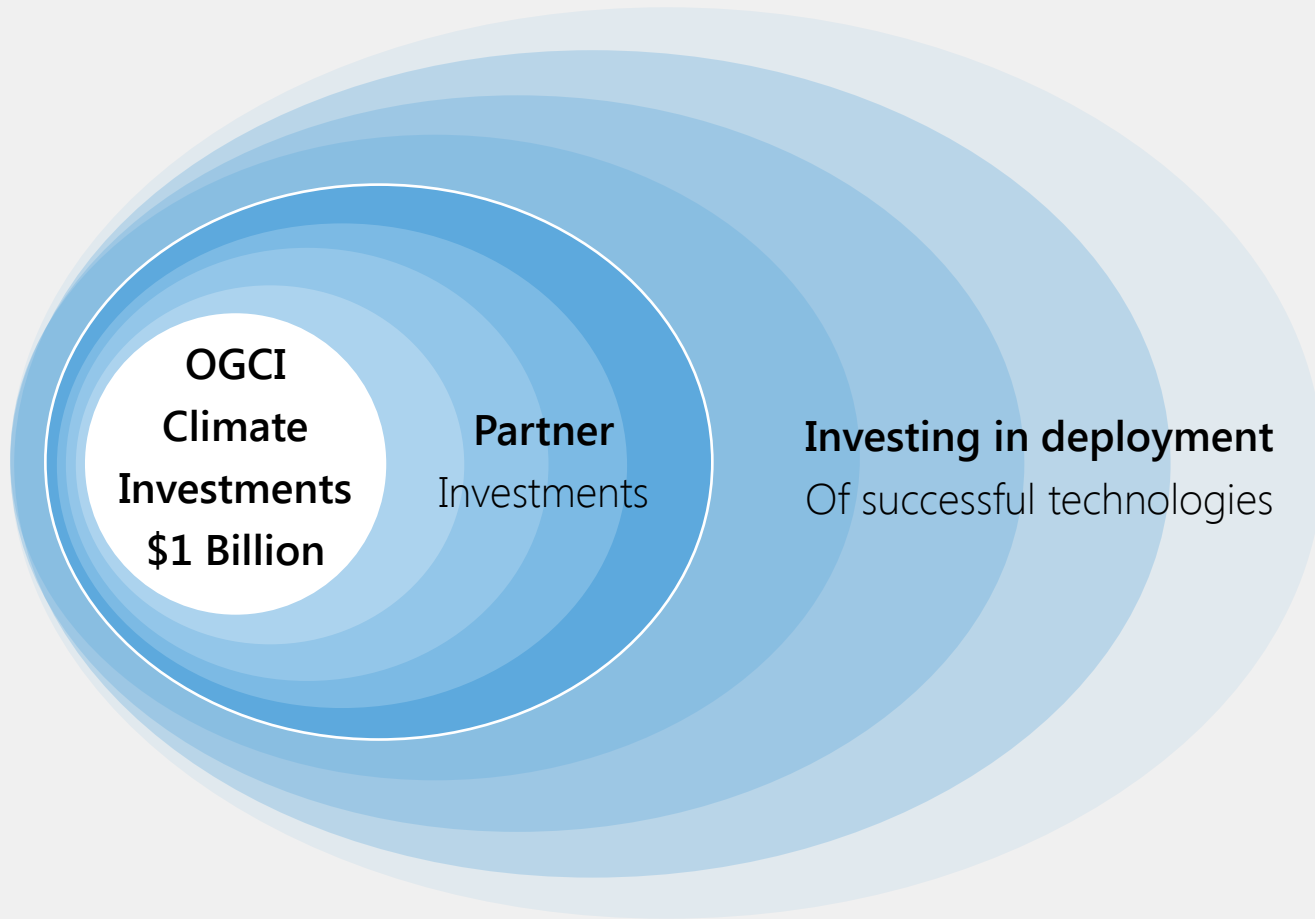 OGCI
Climate
Investments
$1 Billion
Partner
Investments
Investing in deployment
Of successful technologies